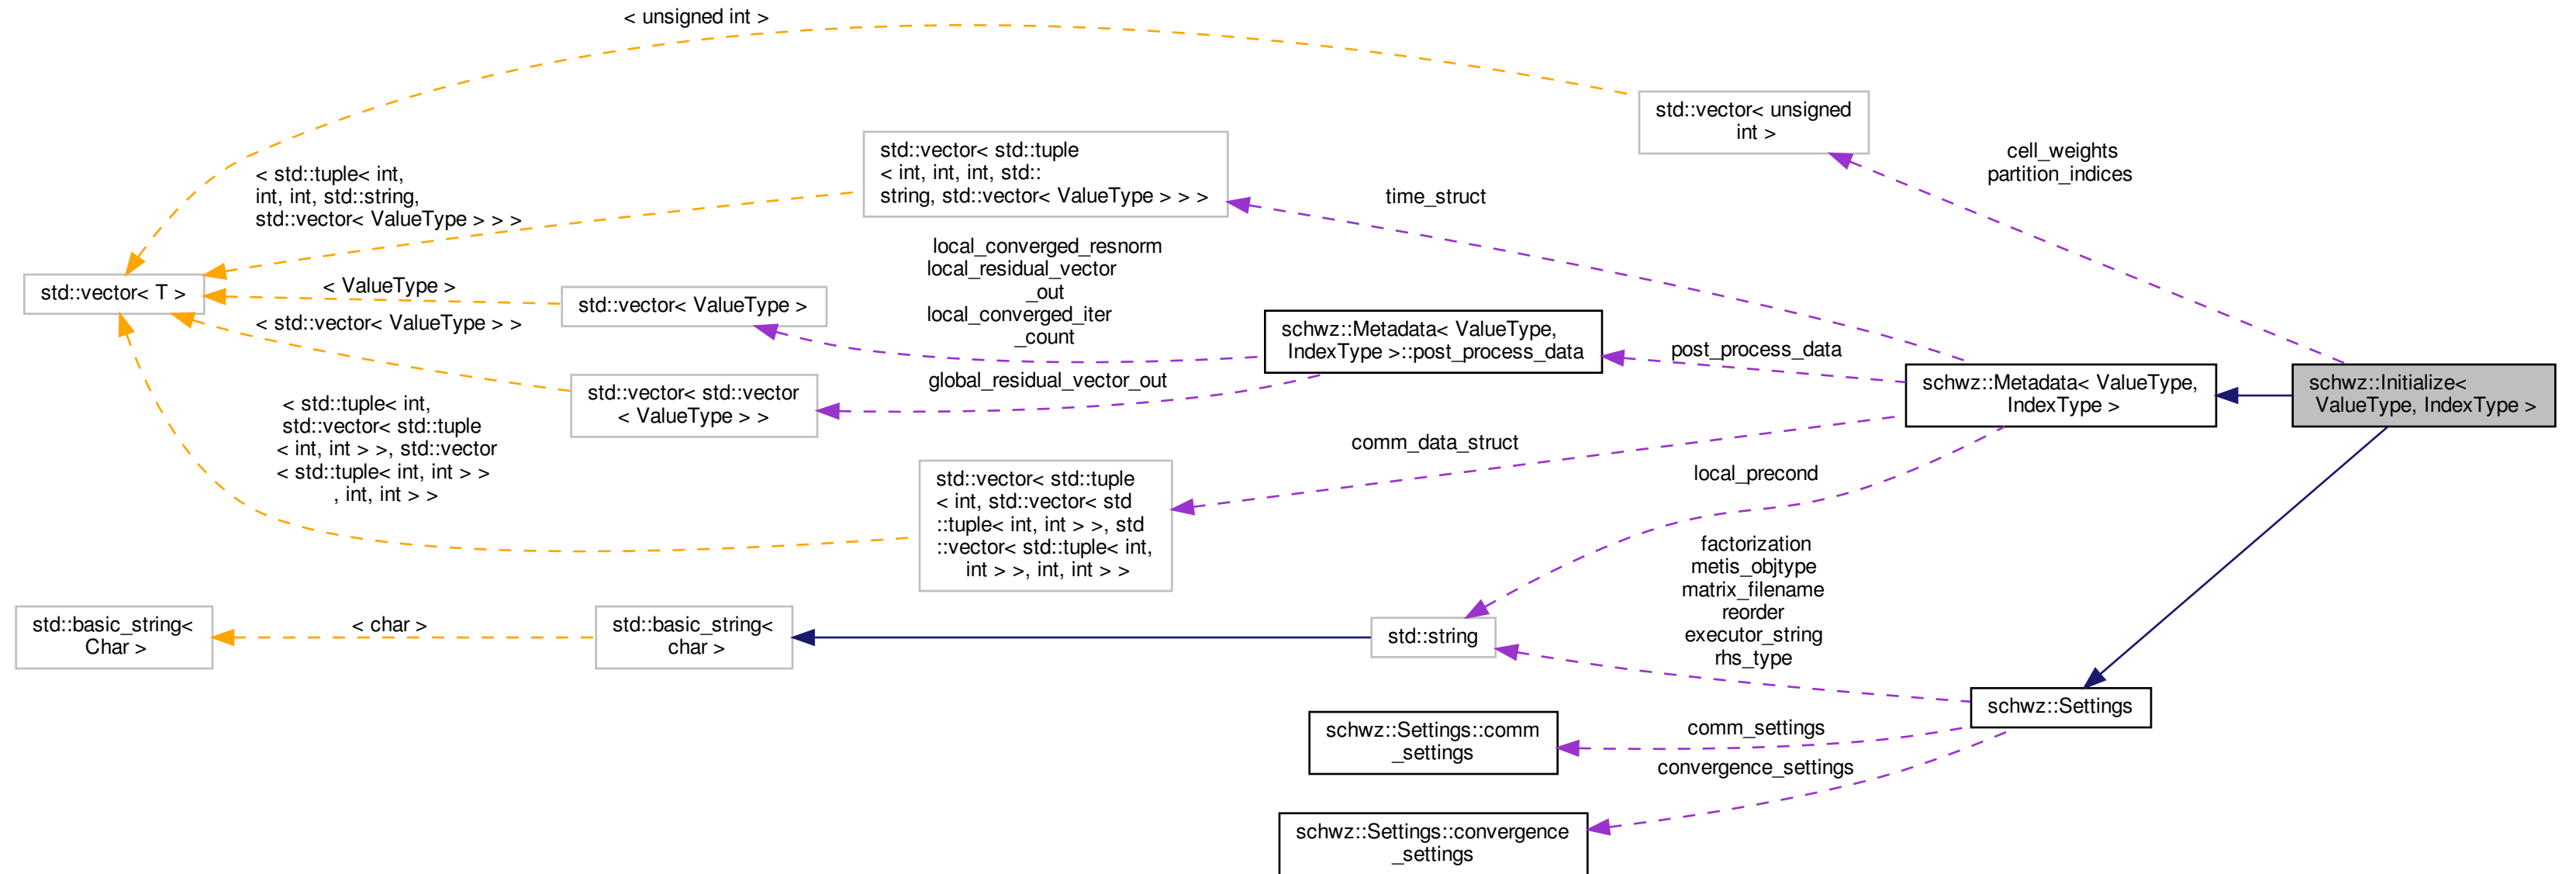 < unsigned int >
std::vector< unsigned
int >
cell_weights
partition_indices
std::vector< std::tuple
< int, int, int, std::
string, std::vector< ValueType > > >
< std::tuple< int,
int, int, std::string,
std::vector< ValueType > > >
time_struct
local_converged_resnorm
local_residual_vector
_out
local_converged_iter
_count
std::vector< T >
< ValueType >
std::vector< ValueType >
< std::vector< ValueType > >
schwz::Metadata< ValueType,
IndexType >::post_process_data
post_process_data
schwz::Metadata< ValueType,
IndexType >
schwz::Initialize<
ValueType, IndexType >
std::vector< std::vector
< ValueType > >
global_residual_vector_out
< std::tuple< int,
std::vector< std::tuple
< int, int > >, std::vector
< std::tuple< int, int > >
, int, int > >
comm_data_struct
local_precond
std::vector< std::tuple
< int, std::vector< std
::tuple< int, int > >, std
::vector< std::tuple< int,
int > >, int, int > >
factorization
metis_objtype
matrix_filename
reorder
executor_string
rhs_type
std::basic_string<
Char >
< char >
std::basic_string<
char >
std::string
schwz::Settings
schwz::Settings::comm
_settings
comm_settings
convergence_settings
schwz::Settings::convergence
_settings